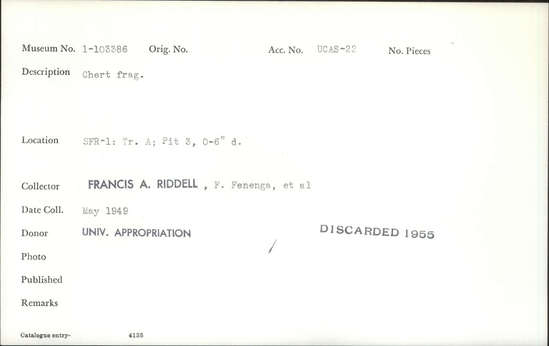 Museum No. 1-103386 Orig. No. Acc. No. UCAS-22 No. Pieces
Description Chert frag.
Location SFR-1: Tr. A; Pit 3, 0-6" d.
Collector FRANCIS A. RIDDELL , F. Fenenga, et al
Date Coll. May 1949
Donor UNIV. APPROPRIATION DISCARDED 1955
Photo
Published
Remarks
Catalogue entry- 4135